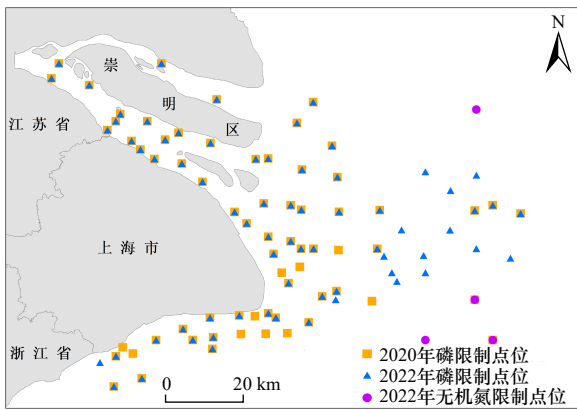 N
崇
明
区
江苏省
上海市
浙江省
2020年磷限制点位
2022年磷限制点位
2022年无机氮限制点位
0 20 km